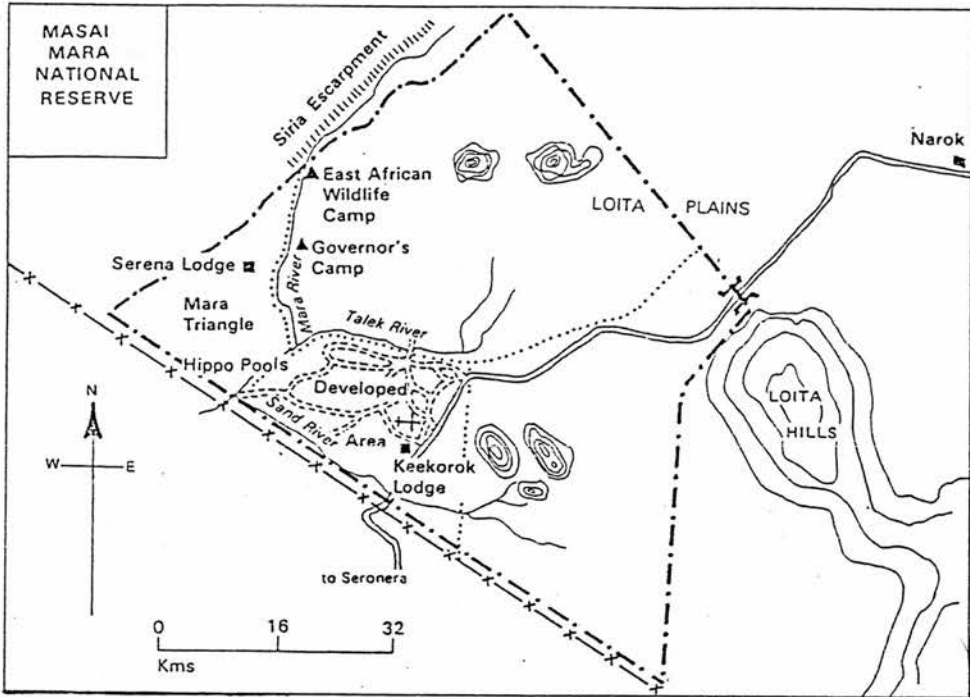 MASAI
MARA
NATIONAL
RESERVE
Siria Escarpment
Narok
East African
Wildlife
Camp
LOITA PLAINS
Governor's
Camp
Serena Lodge
Mara River
Mara
Triangle
Talek River
Hippo Pools
Developed
Area
Sand River
Keekorok
Lodge
LOITA
HILLS
N
W
E
to Seronera
0 16 32
Kms